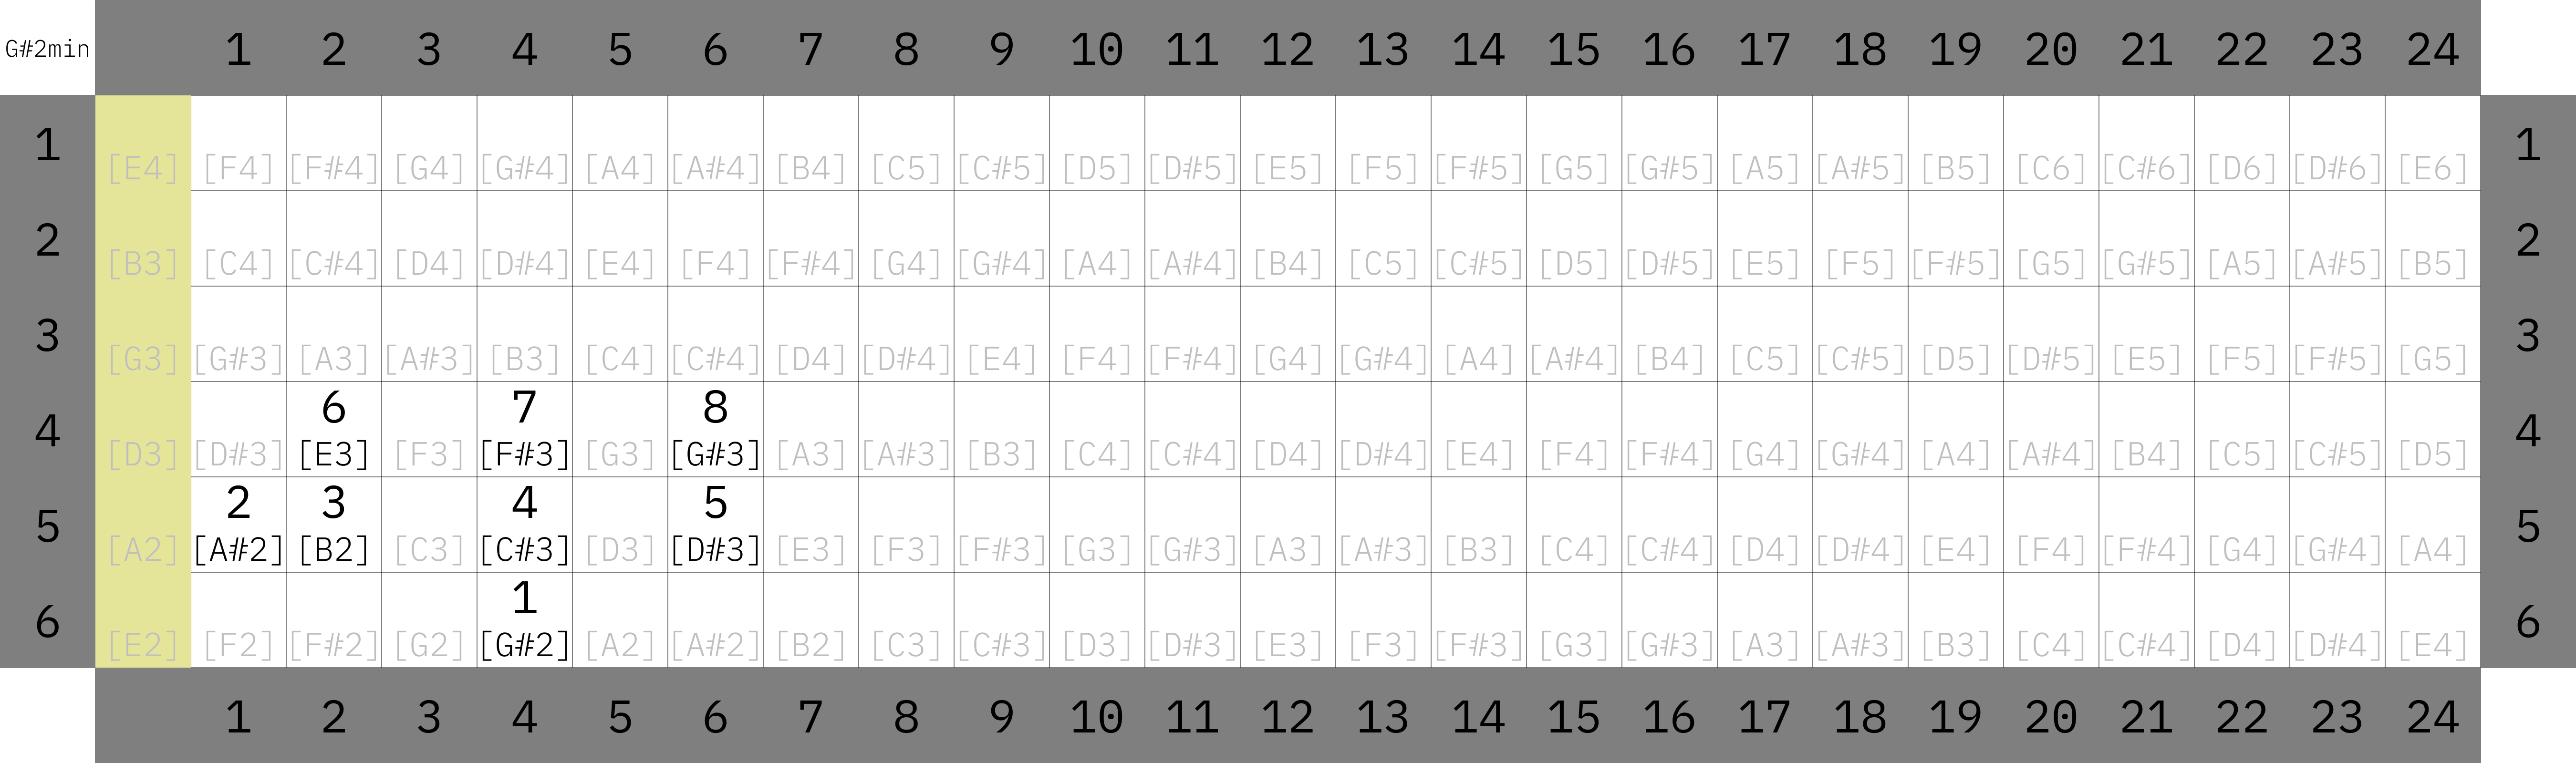 G#2min 1 2 3 4 5 6 7 8 9 10 11 12 13 14 15 16 17 18 19 20 21 22 23 24
1 [E4] [F4] [F#4] [G4] [G#4] [A4] [A#4] [B4] [C5] [C#5] [D5] [D#5] [E5] [F5] [F#5] [G5] [G#5] [A5] [A#5] [B5] [C6] [C#6] [D6] [D#6] [E6] 1
2 [B3] [C4] [C#4] [D4] [D#4] [E4] [F4] [F#4] [G4] [G#4] [A4] [A#4] [B4] [C5] [C#5] [D5] [D#5] [E5] [F5] [F#5] [G5] [G#5] [A5] [A#5] [B5] 2
3 [G3] [G#3] [A3] [A#3] [B3] [C4] [C#4] [D4] [D#4] [E4] [F4] [F#4] [G4] [G#4] [A4] [A#4] [B4] [C5] [C#5] [D5] [D#5] [E5] [F5] [F#5] [G5] 3
6 7 8
4 [D3] [D#3] [E3] [F3] [F#3] [G3] [G#3] [A3] [A#3] [B3] [C4] [C#4] [D4] [D#4] [E4] [F4] [F#4] [G4] [G#4] [A4] [A#4] [B4] [C5] [C#5] [D5] 4
2 3 4 5
5 [A2] [A#2] [B2] [C3] [C#3] [D3] [D#3] [E3] [F3] [F#3] [G3] [G#3] [A3] [A#3] [B3] [C4] [C#4] [D4] [D#4] [E4] [F4] [F#4] [G4] [G#4] [A4] 5
1
6 [E2] [F2] [F#2] [G2] [G#2] [A2] [A#2] [B2] [C3] [C#3] [D3] [D#3] [E3] [F3] [F#3] [G3] [G#3] [A3] [A#3] [B3] [C4] [C#4] [D4] [D#4] [E4] 6
1 2 3 4 5 6 7 8 9 10 11 12 13 14 15 16 17 18 19 20 21 22 23 24